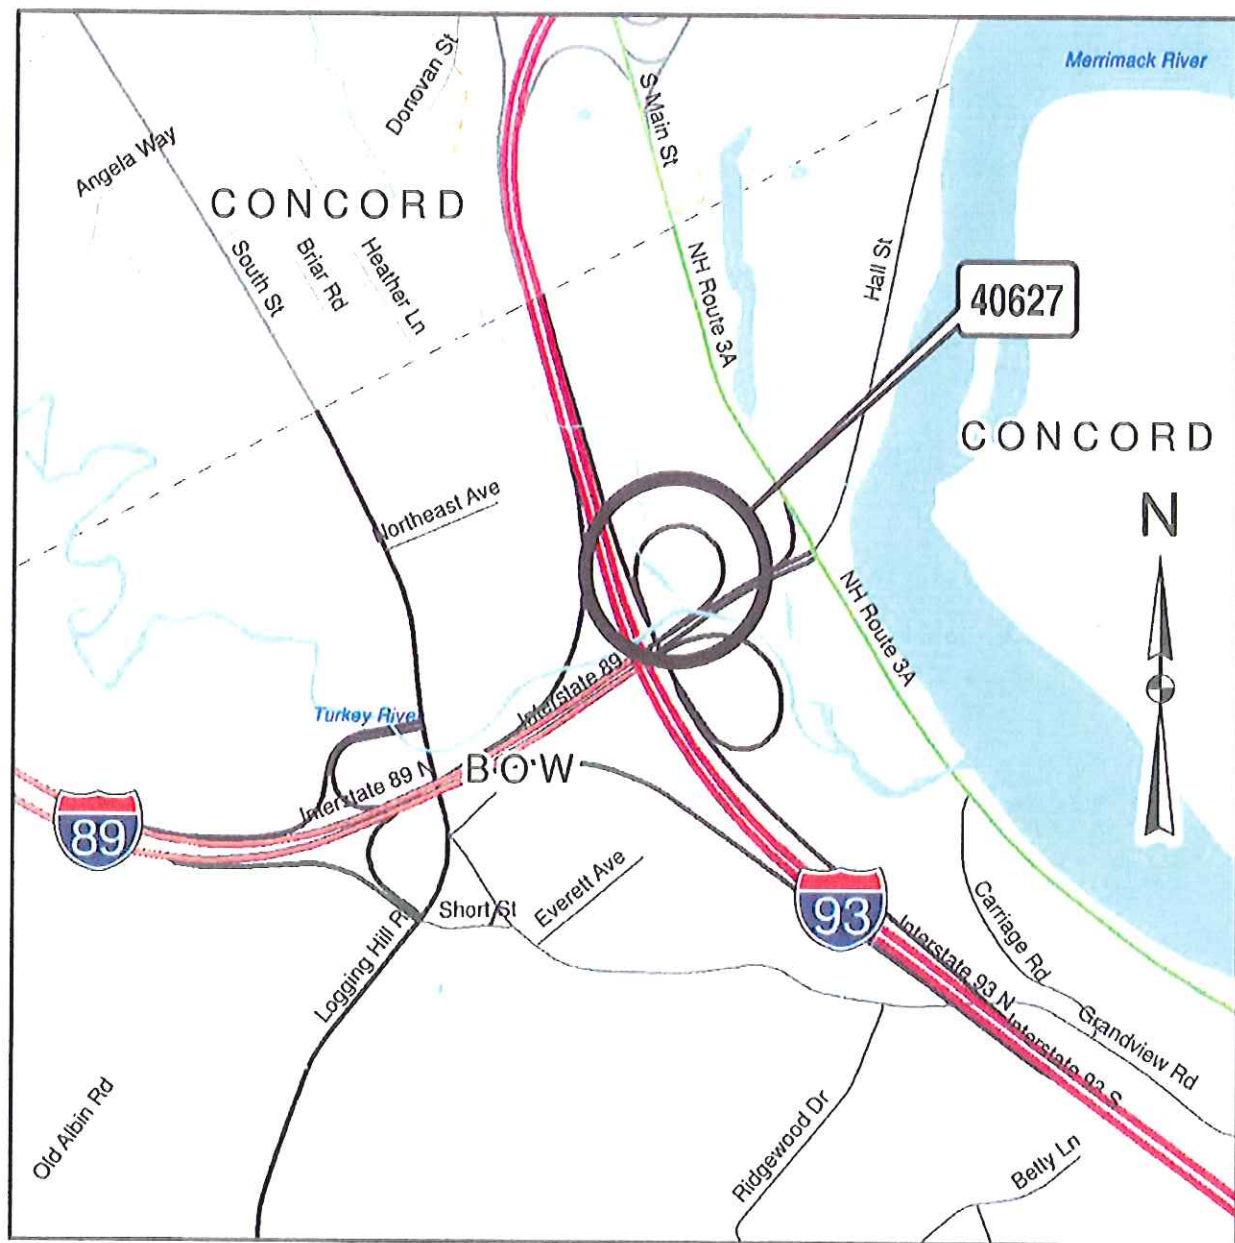 Merrimack River
Donovan St
S Main St
Angela Way
CONCORD
South St
Briar Rd
Heather Ln
NH Route 3A
Hall St
40627
CONCORD
N
Northeast Ave
NH Route 3A
Interstate 89
Turkey River
Interstate 89 N
BOW
89
93
Short St
Everett Ave
Logging Hill R
Interstate 93 N
Carriage Rd
Interstate 93 S
Grandview Rd
Old Albin Rd
Ridgewood Dr
Betty Ln